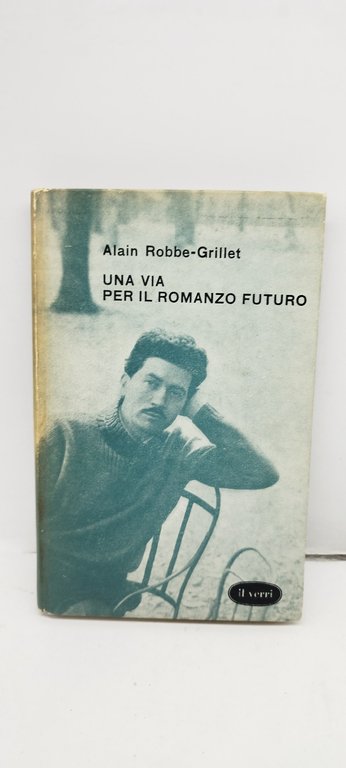 Alain Robbe-Grillet
UNA VIA
PER IL ROMANZO FUTURO
il verri